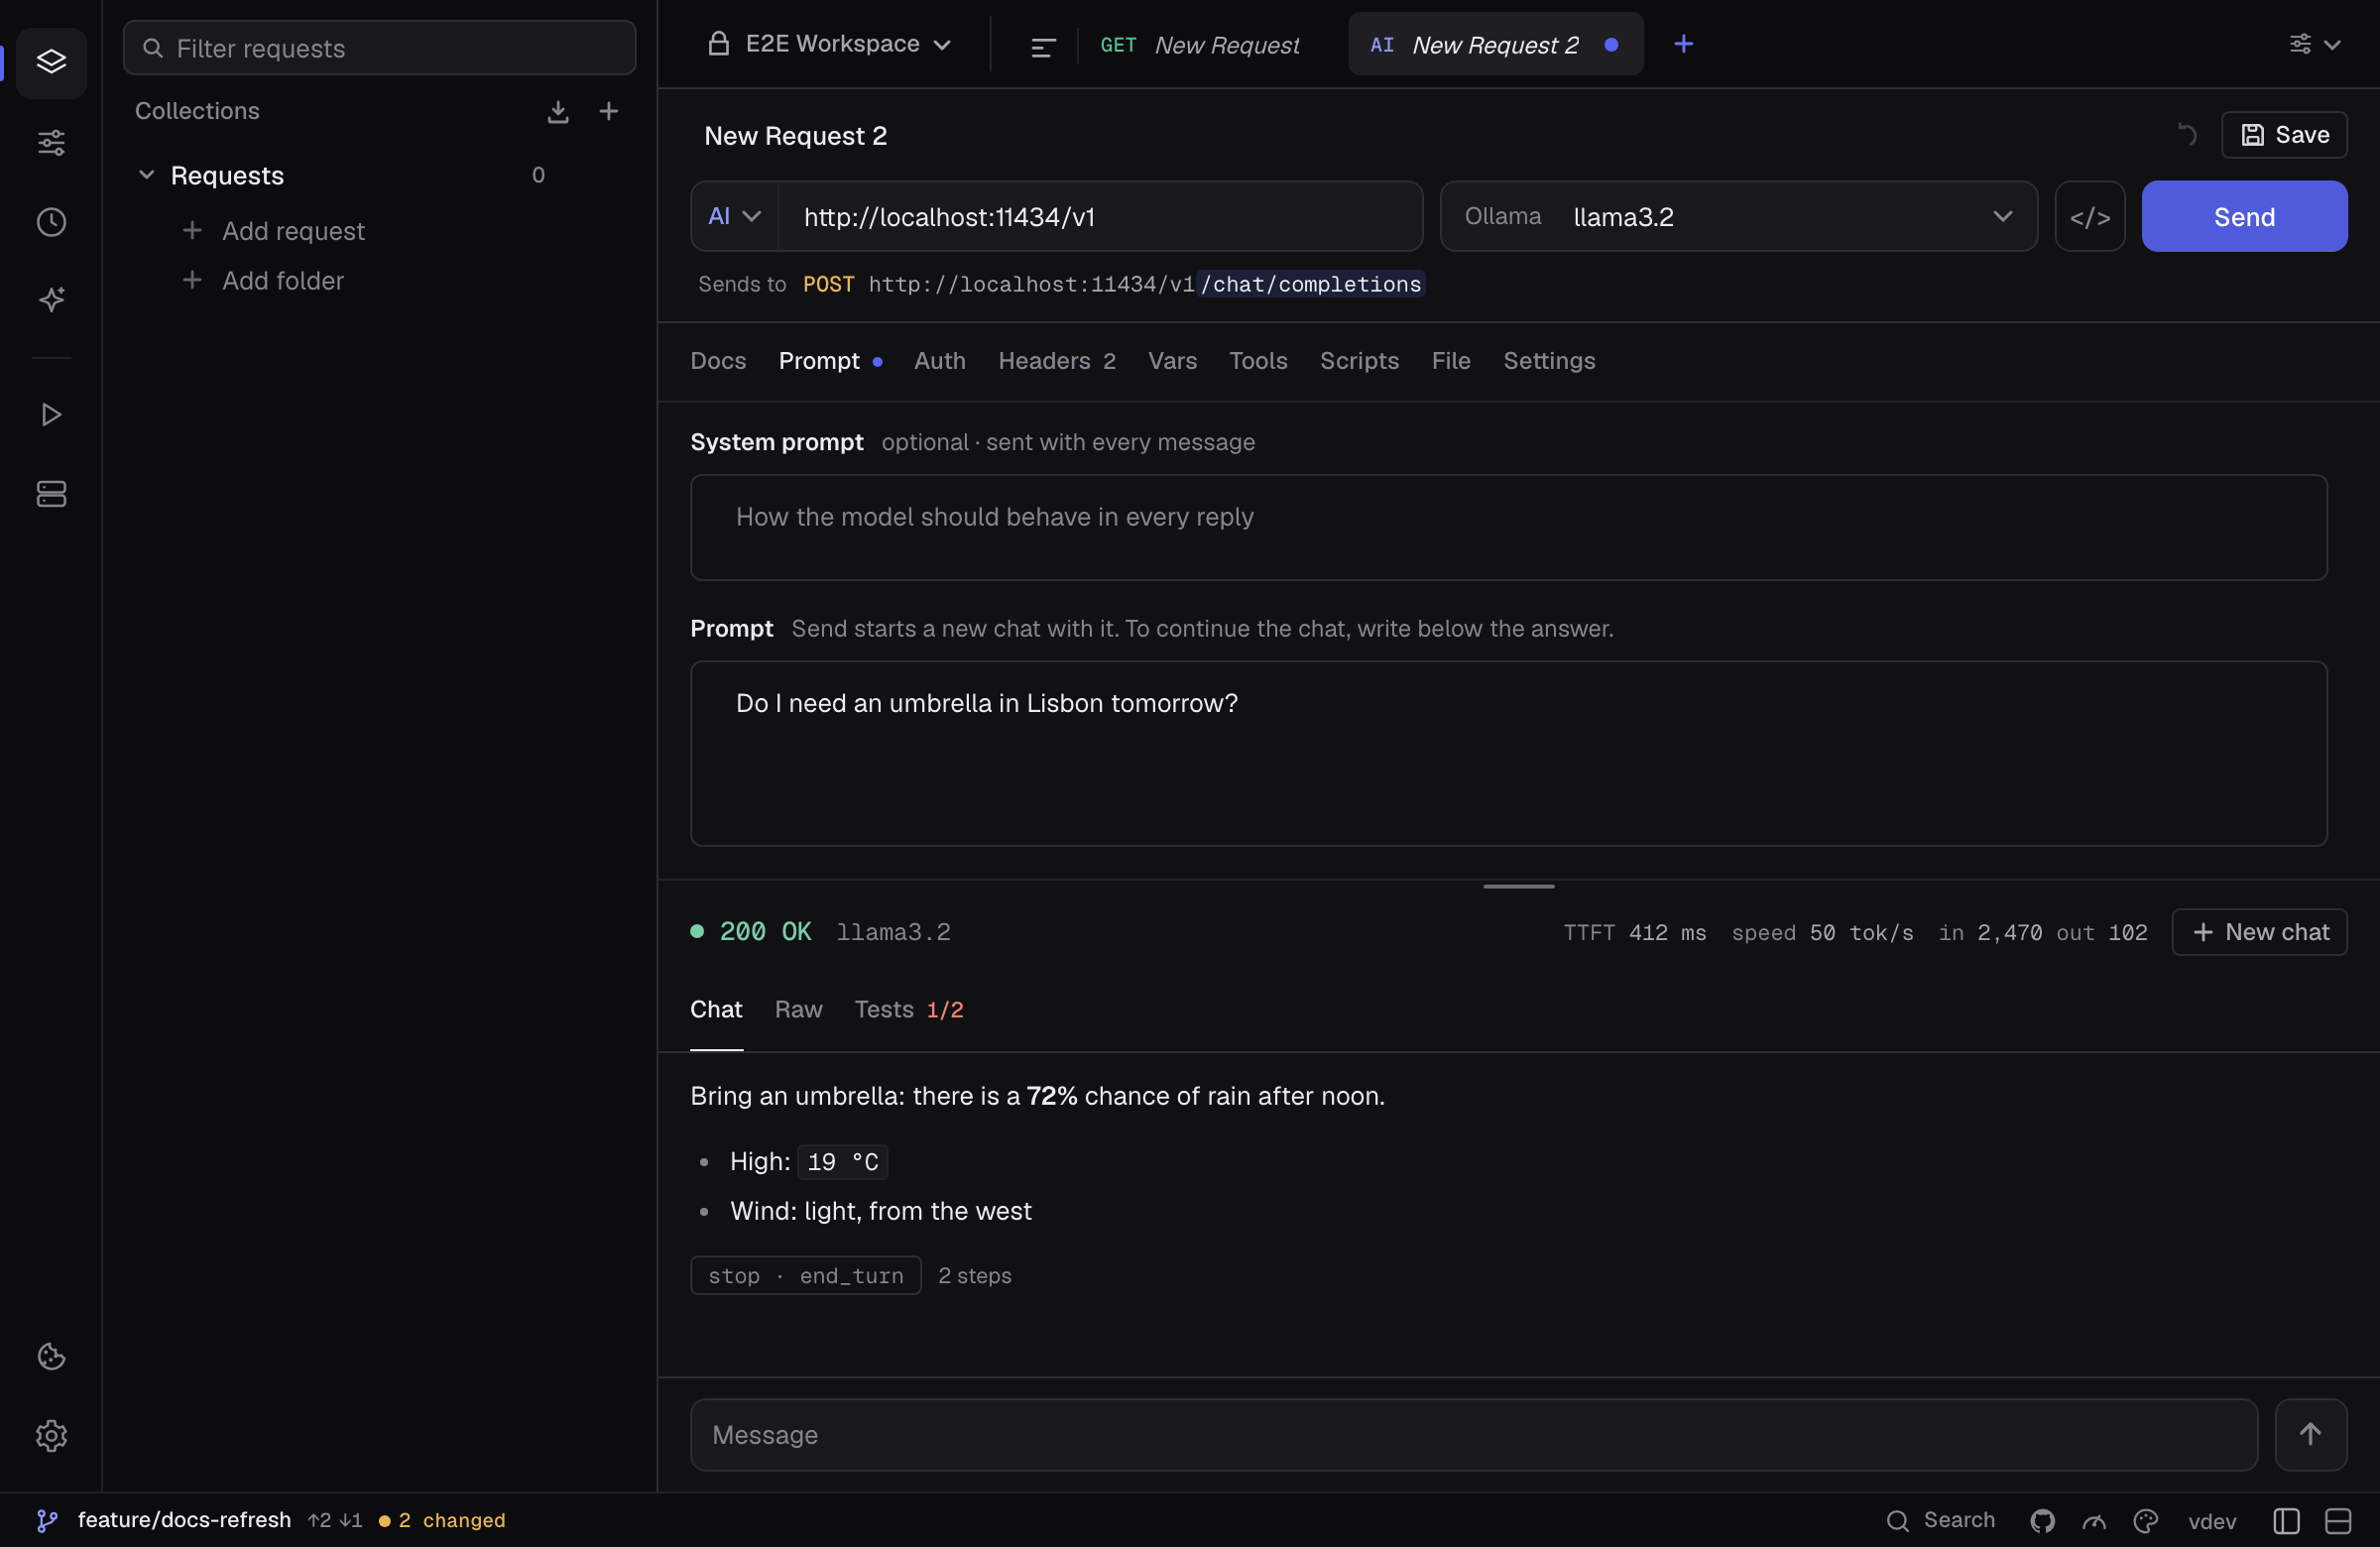 Filter requests
Collections
Requests 0
Add request
Add folder
E2E Workspace
GET New Request
AI New Request 2
New Request 2
Save
AI http://localhost:11434/v1
Ollama llama3.2
</>
Send
Sends to POST http://localhost:11434/v1/chat/completions
Docs Prompt Auth Headers 2 Vars Tools Scripts File Settings
System prompt optional · sent with every message
How the model should behave in every reply
Prompt Send starts a new chat with it. To continue the chat, write below the answer.
Do I need an umbrella in Lisbon tomorrow?
200 OK llama3.2
TTFT 412 ms speed 50 tok/s in 2,470 out 102
New chat
Chat Raw Tests 1/2
Bring an umbrella: there is a 72% chance of rain after noon.
High: 19 °C
Wind: light, from the west
stop · end_turn 2 steps
Message
feature/docs-refresh ↑2 ↓1 2 changed
Search
vdev